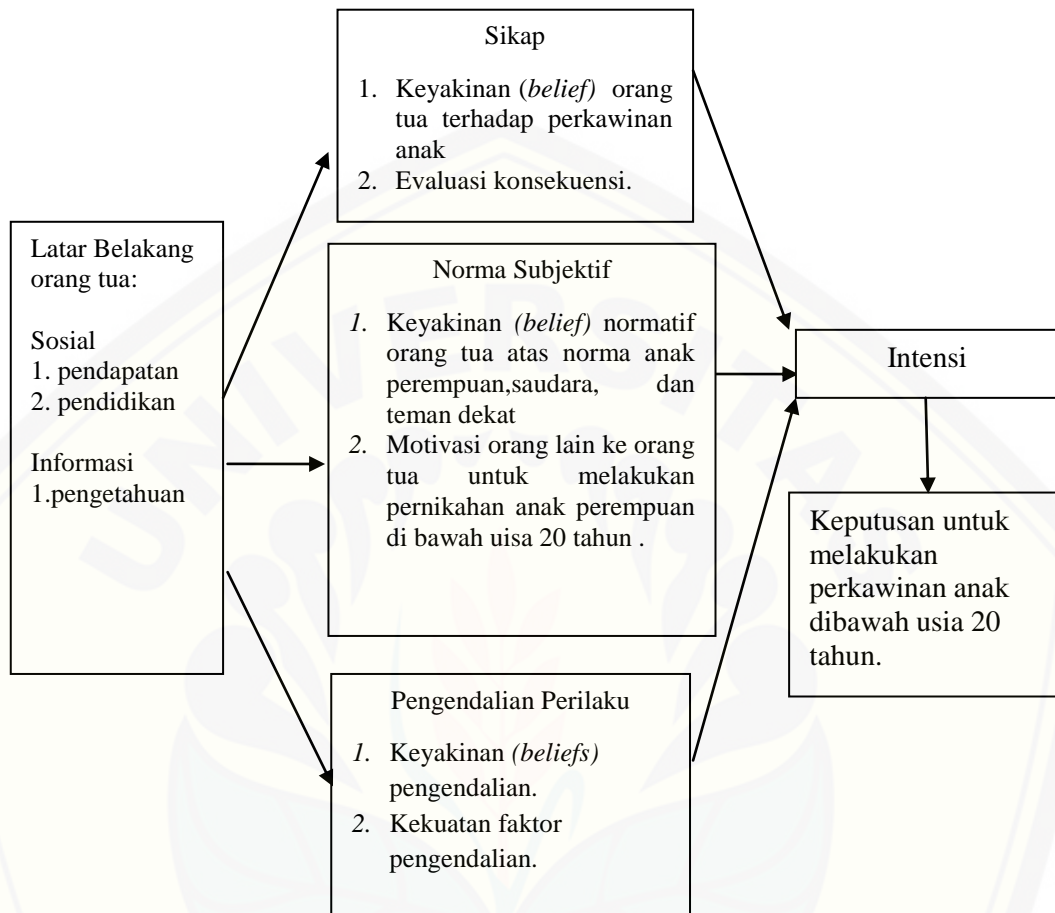 Sikap
1. Keyakinan (belief) orang
tua terhadap perkawinan
anak
2. Evaluasi konsekuensi.
Latar Belakang
orang tua:
Sosial
1. pendapatan
2. pendidikan
Informasi
1.pengetahuan
Norma Subjektif
1. Keyakinan (belief) normatif
orang tua atas norma anak
perempuan,saudara, dan
teman dekat
2. Motivasi orang lain ke orang
tua untuk melakukan
pernikahan anak perempuan
di bawah uisa 20 tahun .
Pengendalian Perilaku
1. Keyakinan (beliefs)
pengendalian.
2. Kekuatan faktor
pengendalian.
Intensi
Keputusan untuk
melakukan
perkawinan anak
dibawah usia 20
tahun.
UNIVERSITAS